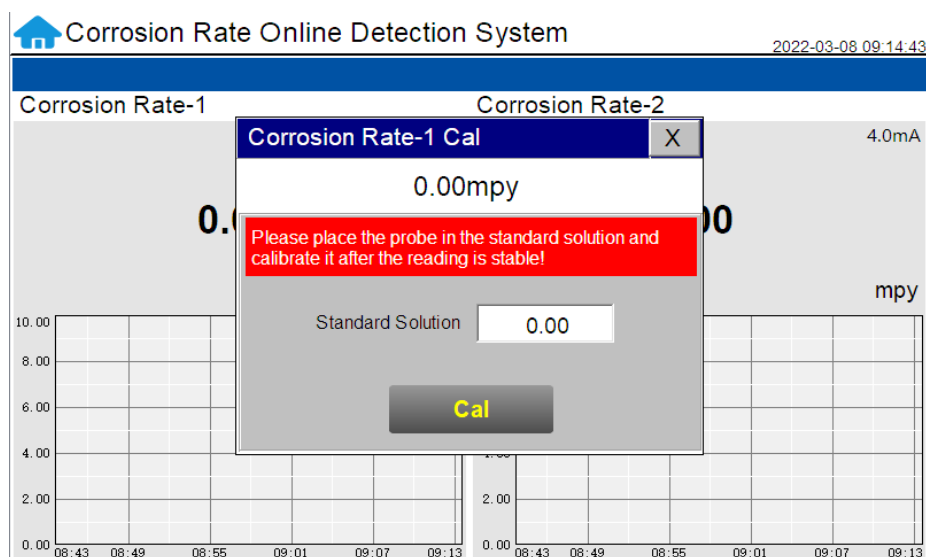 Corrosion Rate Online Detection System
2022-03-08 09:14:43
Corrosion Rate-1
Corrosion Rate-2
Corrosion Rate-1 Cal
X
4.0mA
0.00mpy
Please place the probe in the standard solution and
calibrate it after the reading is stable!
mpy
Standard Solution
0.00
Cal
10.00
8.00
6.00
4.00
2.00
0.00
08:43 08:49 08:55 09:01 09:07 09:13
2.00
0.00
08:43 08:49 08:55 09:01 09:07 09:13